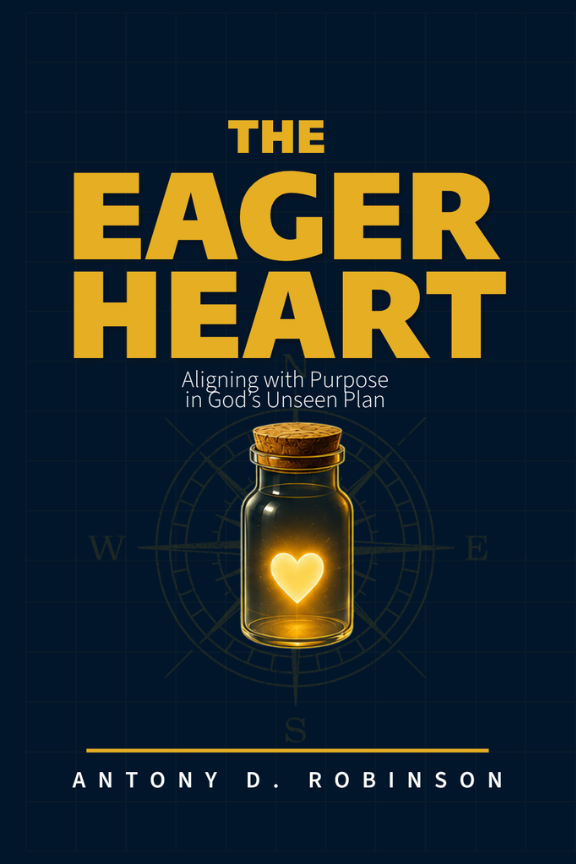 THE
EAGER
HEART
N
Aligning with Purpose
in God's Unseen Plan
W
E
S
ANTONY D. ROBINSON